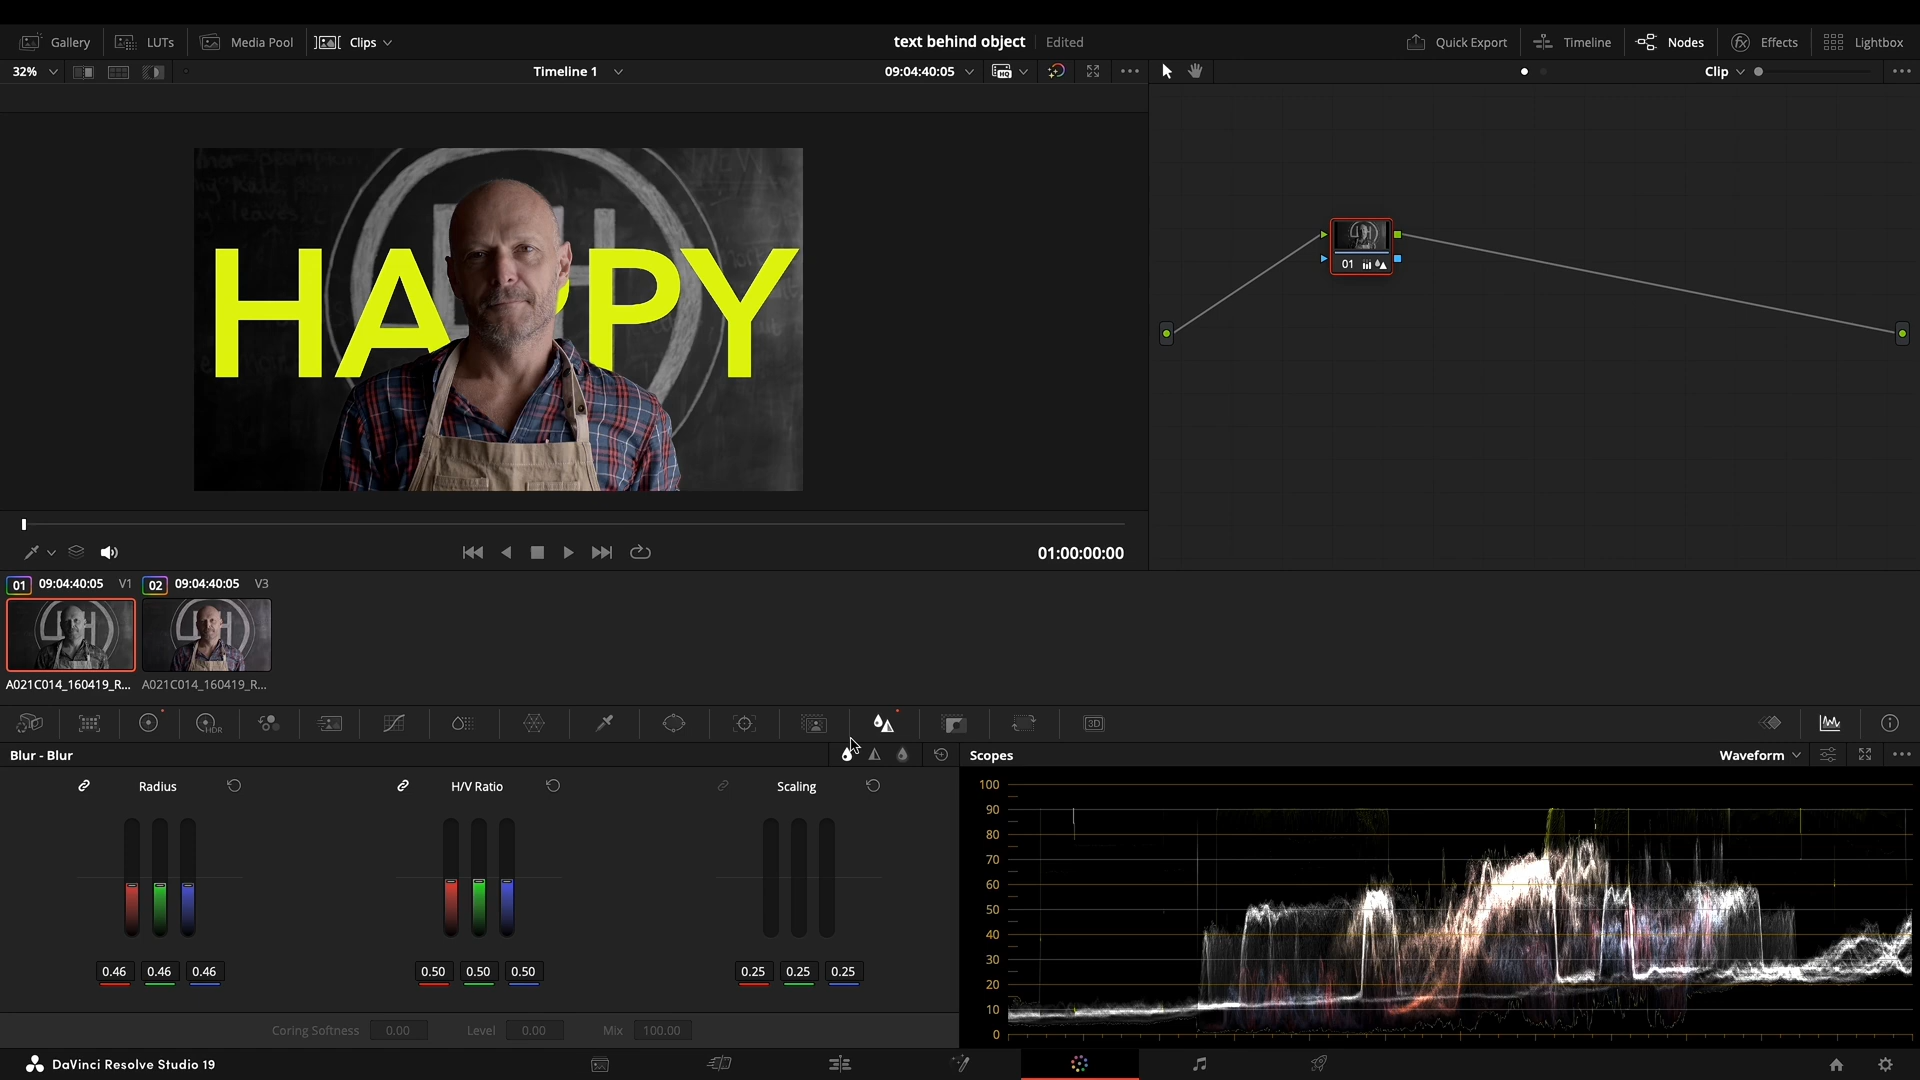 Gallery LUTs Media Pool Clips text behind object Edited Quick Export Timeline Nodes Effects Lightbox
32% Timeline 1 09:04:40:05 HQ Clip
HAPPY
01
01:00:00:00
01 09:04:40:05 V1 02 09:04:40:05 V3
A021C014_160419_R... A021C014_160419_R...
HDR 3D
Blur - Blur Scopes Waveform
Radius H/V Ratio Scaling
100
90
80
70
60
50
40
30
20
10
0
0.46 0.46 0.46 0.50 0.50 0.50 0.25 0.25 0.25
Coring Softness 0.00 Level 0.00 Mix 100.00
DaVinci Resolve Studio 19